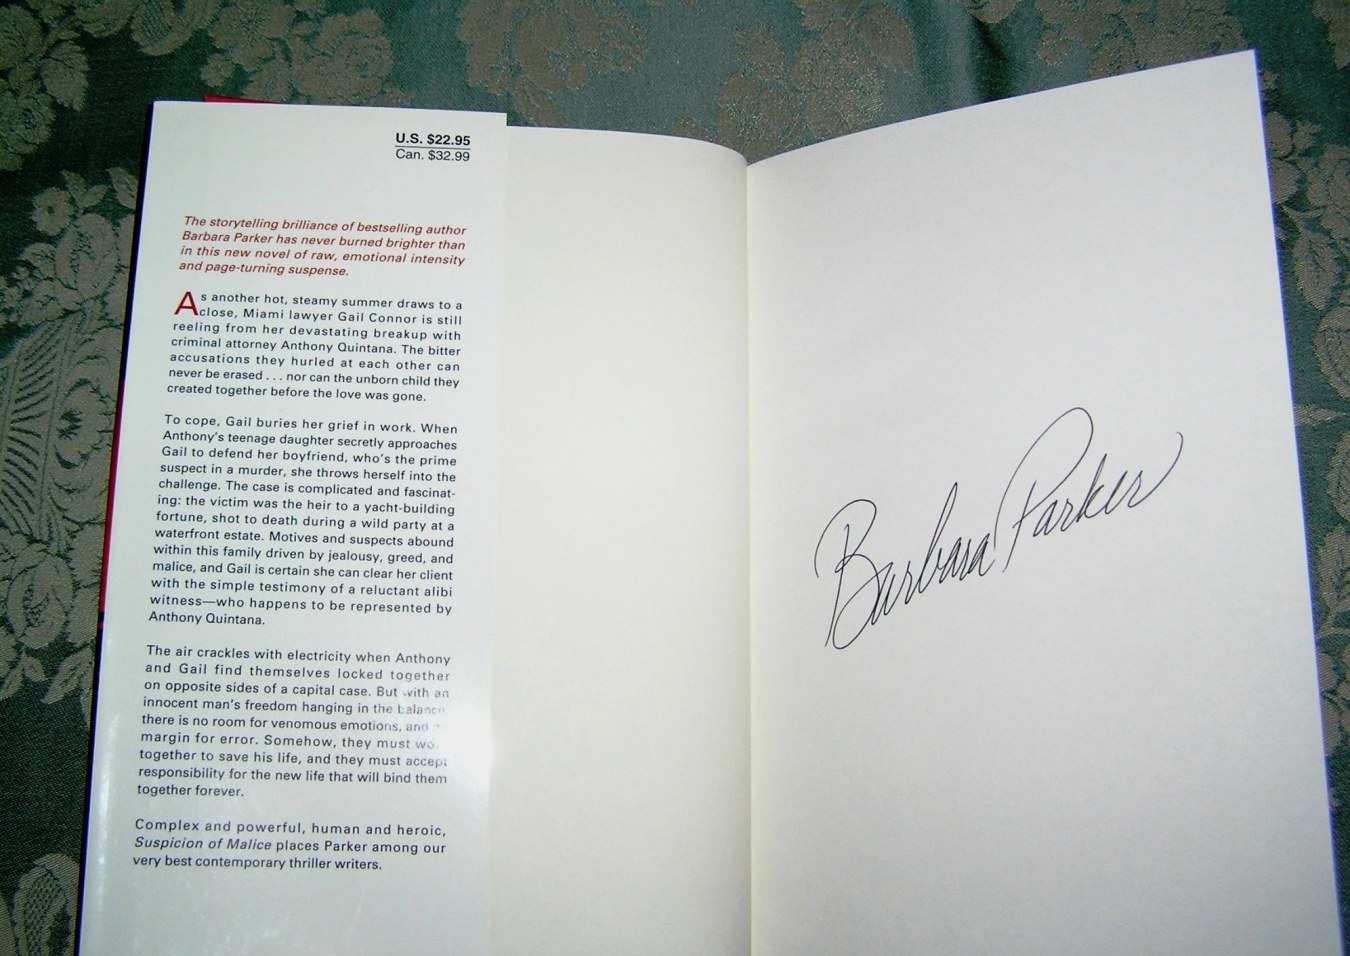 U.S. $22.95
Can. $32.99
The storytelling brilliance of bestselling author
Barbara Parker has never burned brighter than
in this new novel of raw, emotional intensity
and page-turning suspense.
As another hot, steamy summer draws to a
close, Miami lawyer Gail Connor is still
reeling from her devastating breakup with
criminal attorney Anthony Quintana. The bitter
accusations they hurled at each other can
never be erased . . . nor can the unborn child they
created together before the love was gone.
To cope, Gail buries her grief in work. When
Anthony's teenage daughter secretly approaches
Gail to defend her boyfriend, who's the prime
suspect in a murder, she throws herself into the
challenge. The case is complicated and fascinat-
ing: the victim was the heir to a yacht-building
fortune, shot to death during a wild party at a
waterfront estate. Motives and suspects abound
within this family driven by jealousy, greed, and
malice, and Gail is certain she can clear her client
with the simple testimony of a reluctant alibi
witness—who happens to be represented by
Anthony Quintana.
The air crackles with electricity when Anthony
and Gail find themselves locked together
on opposite sides of a capital case. But with an
innocent man's freedom hanging in the balance,
there is no room for venomous emotions, and
margin for error. Somehow, they must
together to save his life, and they must accept
responsibility for the new life that will bind them
together forever.
Complex and powerful, human and heroic,
Suspicion of Malice places Parker among our
very best contemporary thriller writers.
Barbara Parker